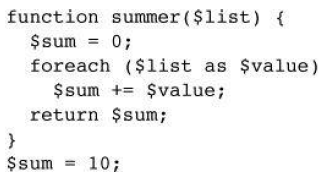 function summer($list) {
  $sum = 0;
  foreach ($list as $value)
    $sum += $value;
  return $sum;
}
$sum = 10;